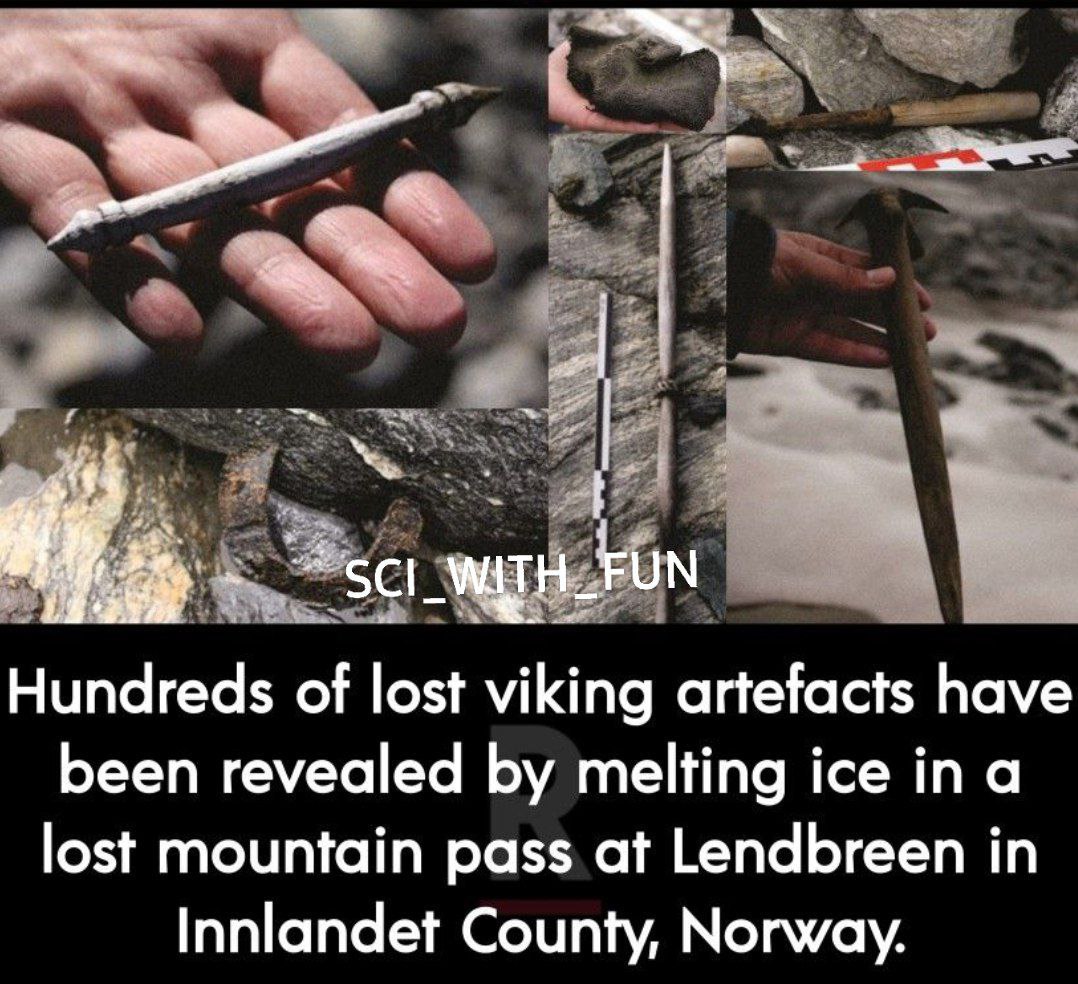 SCI_WITH_FUN
Hundreds of lost viking artefacts have
been revealed by melting ice in a
lost mountain pass at Lendbreen in
Innlandet County, Norway.
R